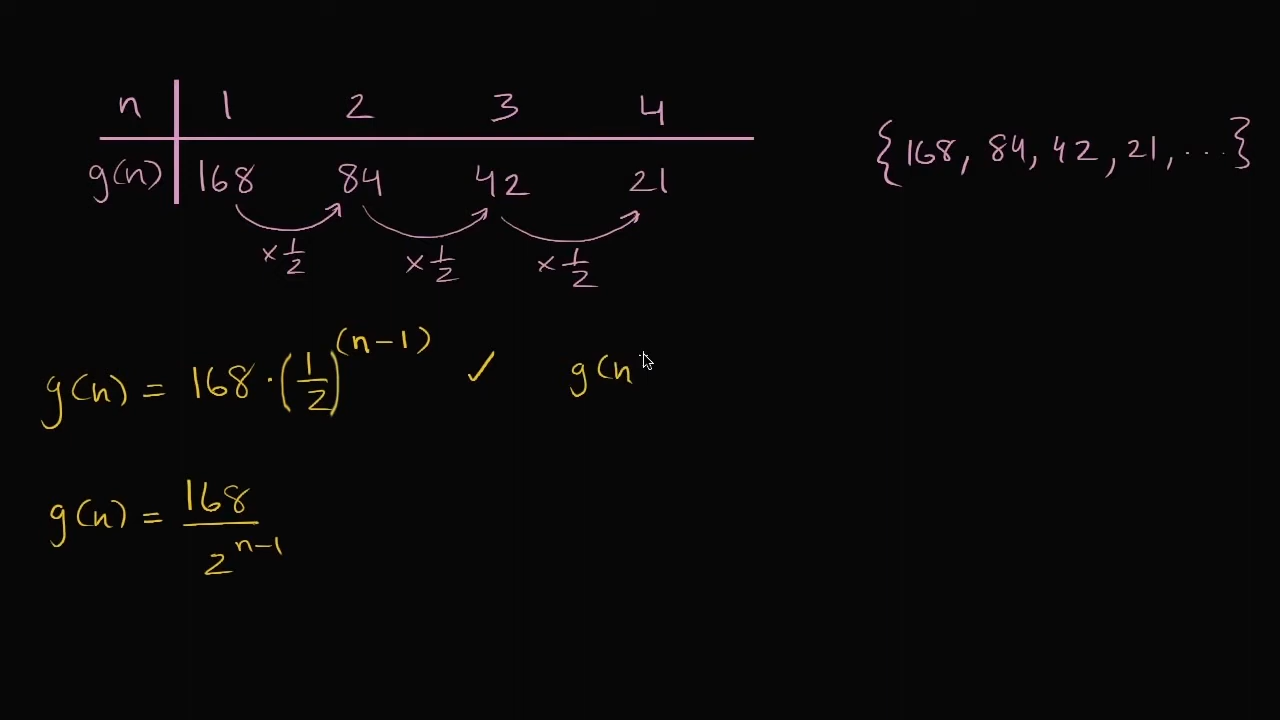 n 1 2 3 4
g(n) 168 84 42 21
{168, 84, 42, 21, ...}
×1/2 ×1/2 ×1/2
g(n) = 168 · (1/2)^(n-1) ✓ g(n
g(n) = 168/2^n-1